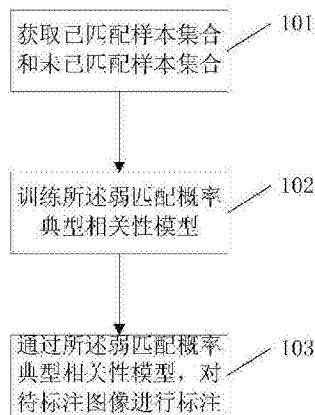 获取已匹配样本集合
和未已匹配样本集合
101
训练所述弱匹配概率
典型相关性模型
102
通过所述弱匹配概率
典型相关性模型，对
待标注图像进行标注
103